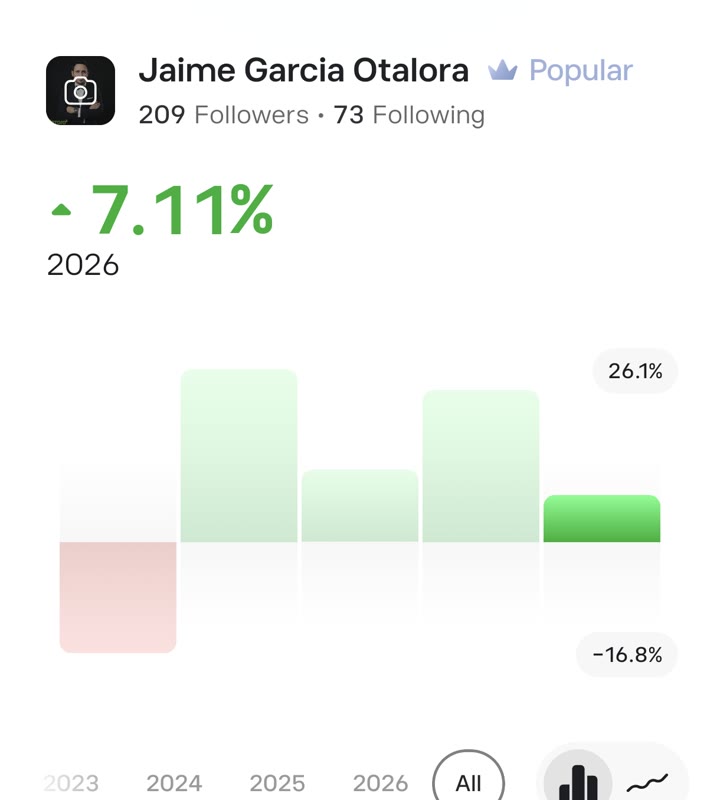 Jaime Garcia Otalora Popular
209 Followers • 73 Following
7.11%
2026
26.1%
−16.8%
2023 2024 2025 2026 All